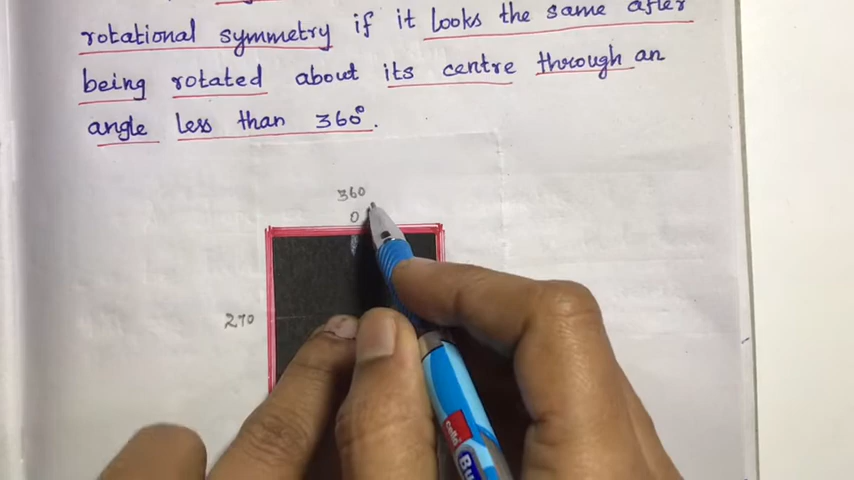 rotational symmetry if it looks the same after
being rotated about its centre through an
angle less than 360°.
360
0
270
cello